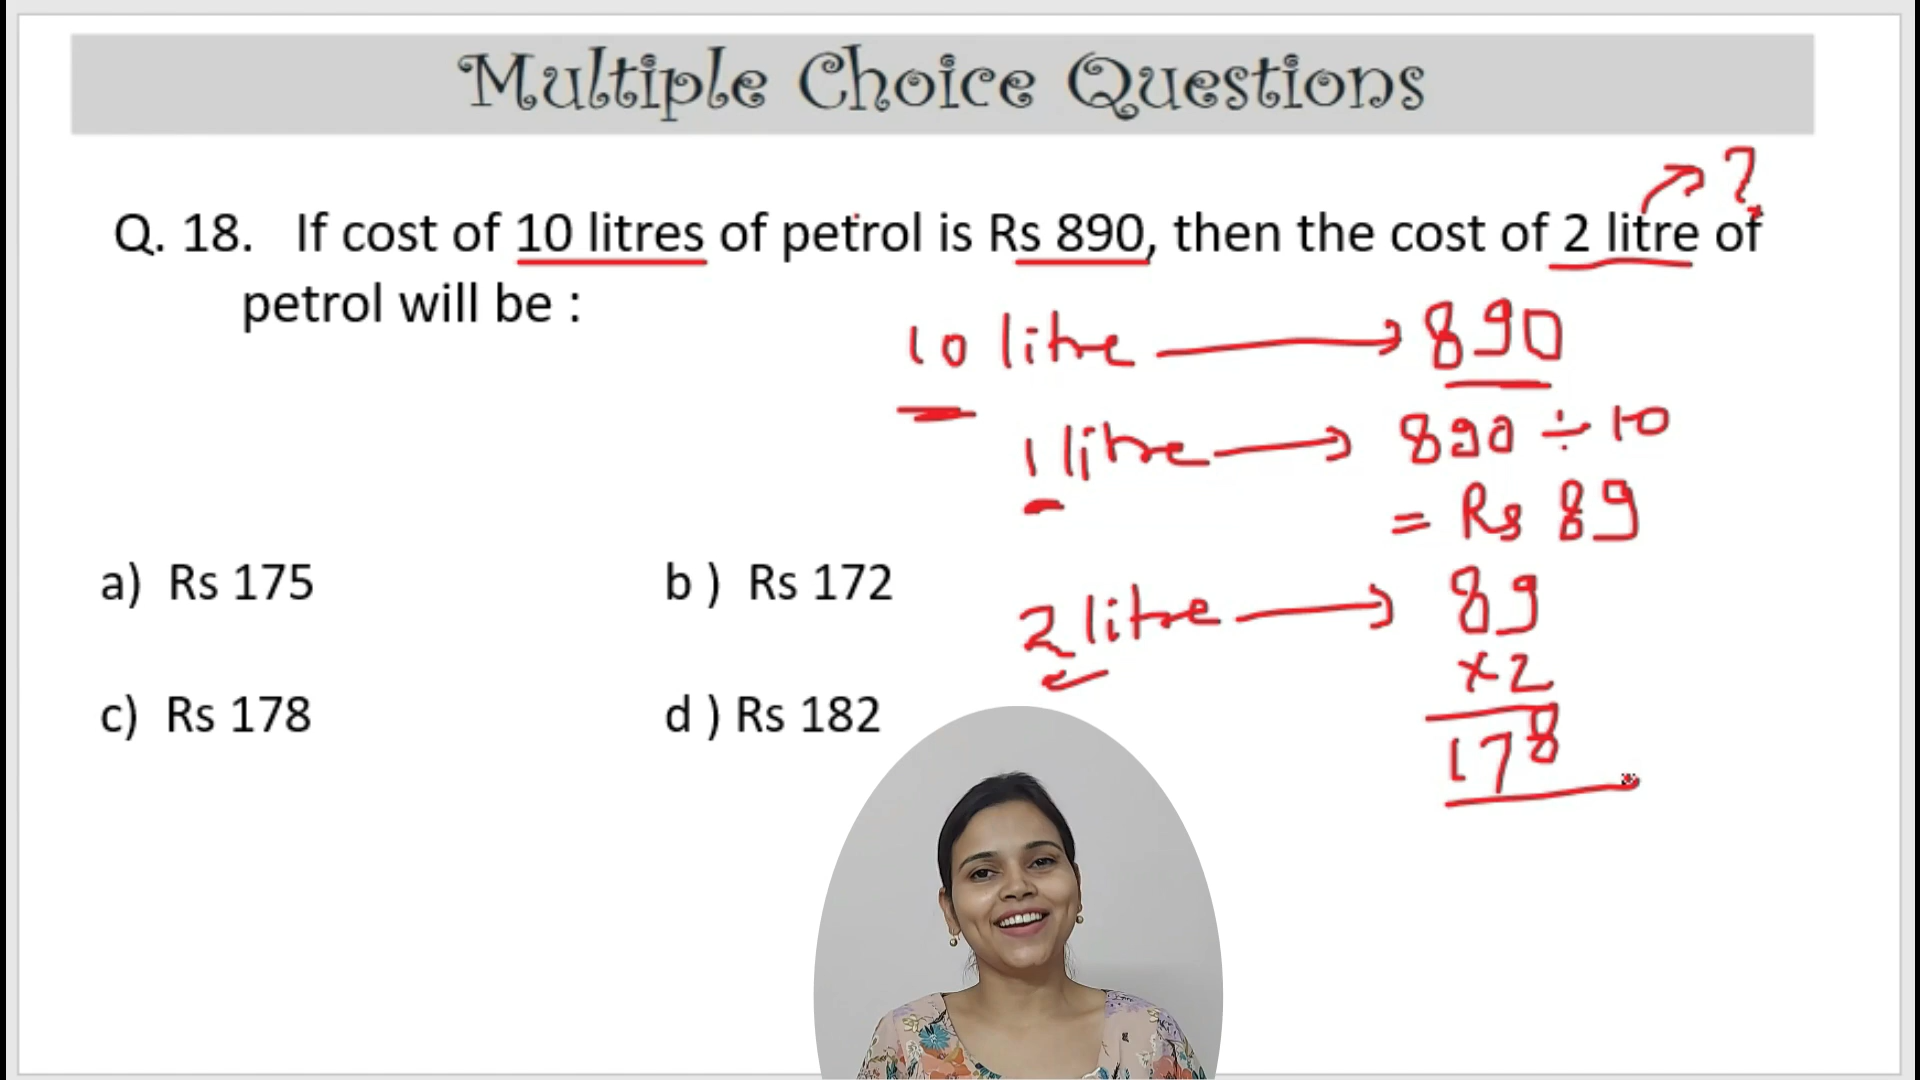 Multiple Choice Questions
?
Q. 18. If cost of 10 litres of petrol is Rs 890, then the cost of 2 litre of
petrol will be :
10 litre → 890
1 litre → 890 ÷ 10
= Rs 89
a) Rs 175
b ) Rs 172
2 litre → 89
×2
c) Rs 178
d ) Rs 182
178